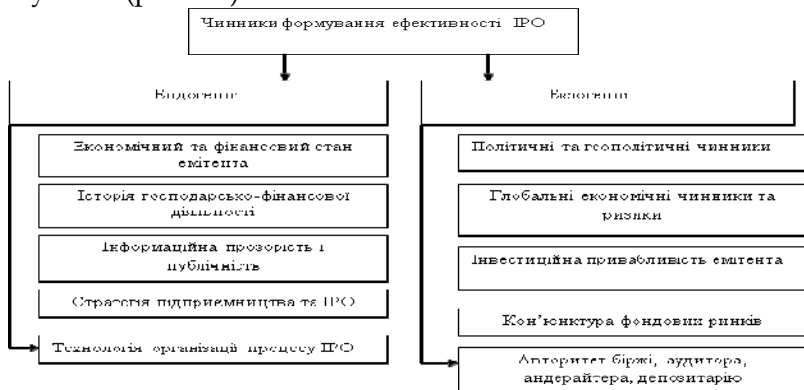 Чинники формування ефективності IPO
Ендогенні
Економічний та фінансовий стан
емітента
Історія господарсько-фінансової
діяльності
Інформаційна прозорість і
публічність
Стратегія підприємництва та IPO
Технологія організації процесу IPO
Екзогенні
Політичні та геополітичні чинники
Глобальні економічні чинники та
ризики
Інвестиційна привабливість емітента
Кон'юнктура фондових ринків
Авторитет біржі, аудитора,
андерайтера, депозитарію